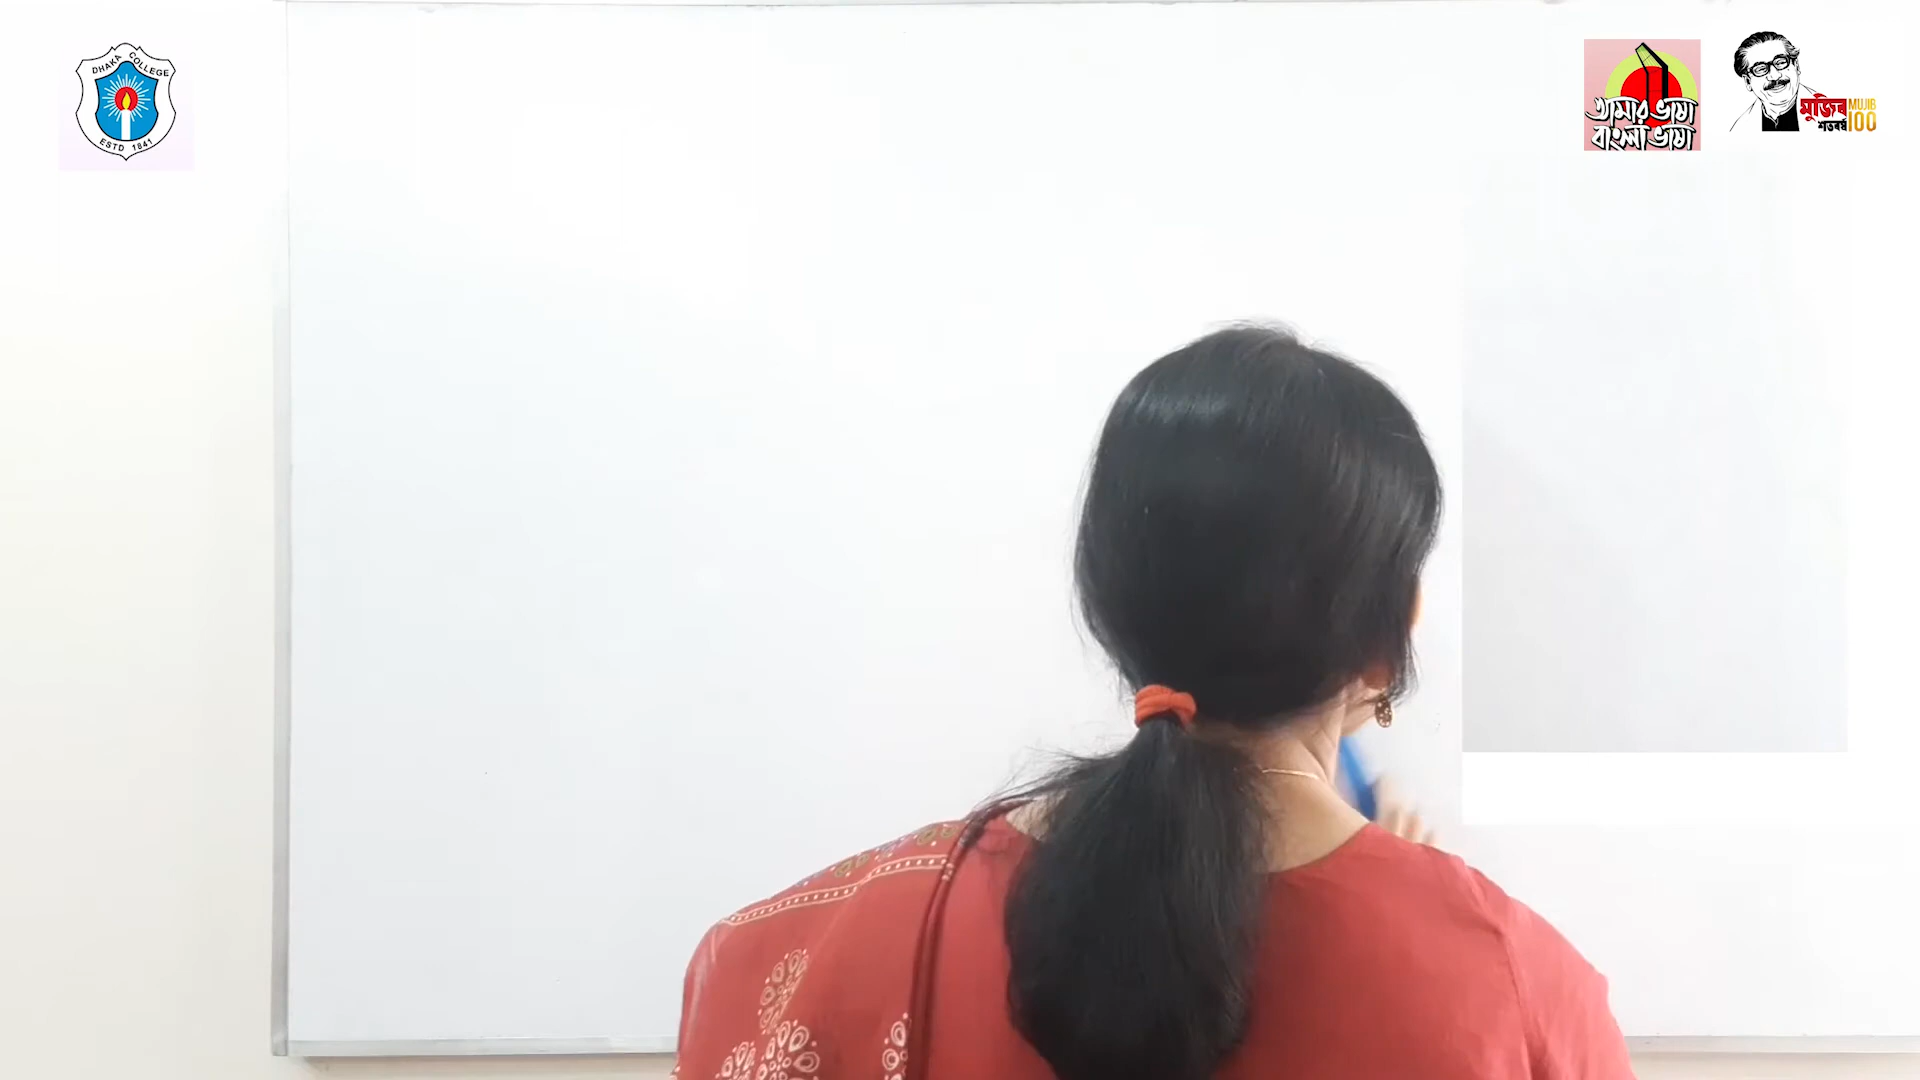 DHAKA COLLEGE
ESTD 1841
আমার ভাষা
বাংলা ভাষা
মুজিব MUJIB
শতবর্ষ 100